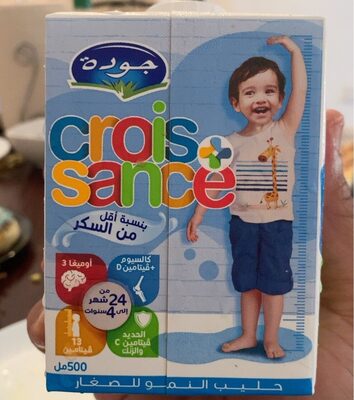 جودة
crois
sance
بنسبة أقل
من السكر
أوميغا 3
كالسيوم
+فيتامين D
من
24 شهر
إلى 4 سنوات
13
فيتامين
الحديد
فيتامين C
والزنك
500مل
حليب النمو للصغار